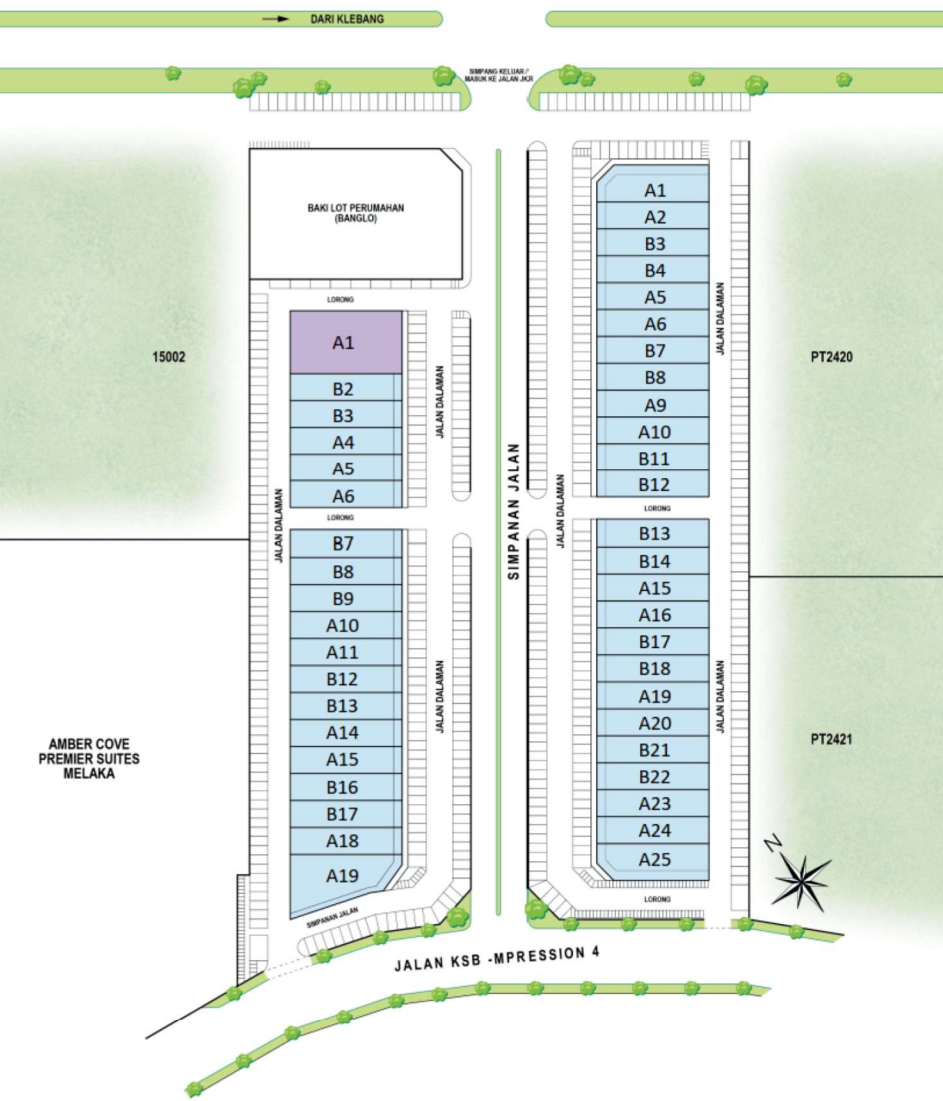 DARI KLEBANG
SIMPANG KELUAR /
MASUK KE JALAN JKR
BAKI LOT PERUMAHAN
(BANGLO)
LORONG
A1
B2
B3
A4
A5
A6
LORONG
B7
B8
B9
A10
A11
B12
B13
A14
A15
B16
B17
A18
A19
SIMPANAN JALAN
JALAN DALAMAN
JALAN DALAMAN
JALAN DALAMAN
15002
AMBER COVE
PREMIER SUITES
MELAKA
SIMPANAN JALAN
JALAN DALAMAN
A1
A2
B3
B4
A5
A6
B7
B8
A9
A10
B11
B12
LORONG
B13
B14
A15
A16
B17
B18
A19
A20
B21
B22
A23
A24
A25
LORONG
JALAN DALAMAN
JALAN DALAMAN
PT2420
PT2421
N
JALAN KSB -MPRESSION 4